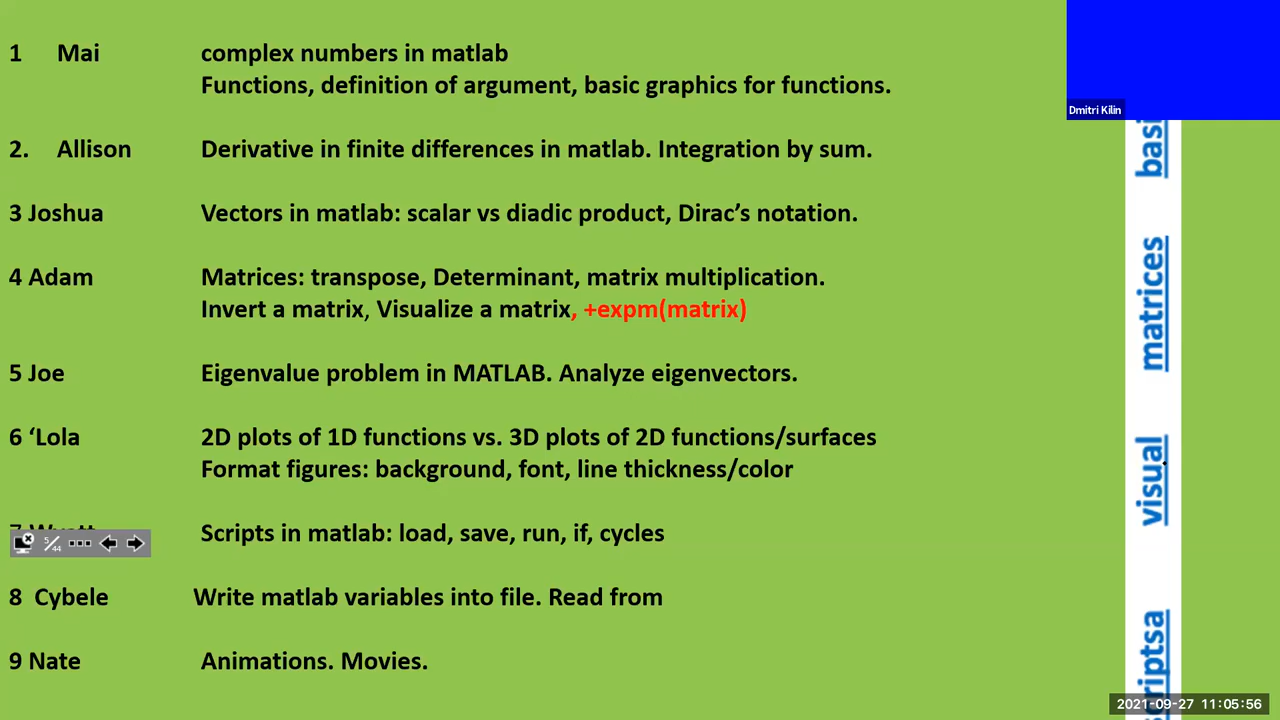 1 Mai complex numbers in matlab
Functions, definition of argument, basic graphics for functions.
2. Allison Derivative in finite differences in matlab. Integration by sum.
3 Joshua Vectors in matlab: scalar vs diadic product, Dirac's notation.
4 Adam Matrices: transpose, Determinant, matrix multiplication.
Invert a matrix, Visualize a matrix, +expm(matrix)
5 Joe Eigenvalue problem in MATLAB. Analyze eigenvectors.
6 ‘Lola 2D plots of 1D functions vs. 3D plots of 2D functions/surfaces
Format figures: background, font, line thickness/color
Scripts in matlab: load, save, run, if, cycles
5/44
8 Cybele Write matlab variables into file. Read from
9 Nate Animations. Movies.
Dmitri Kilin
basi
matrices
visual
criptsa
2021-09-27 11:05:56